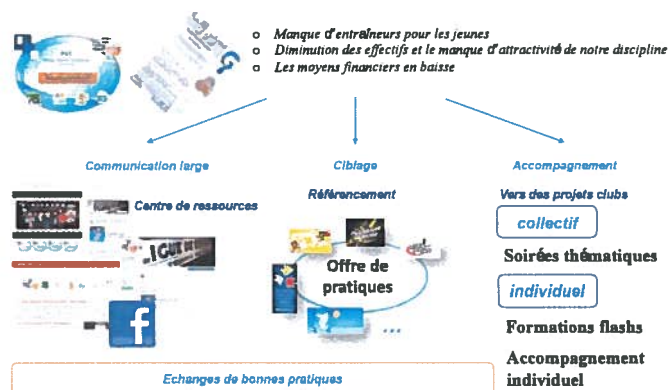 Manque d'entraîneurs pour les jeunes
Diminution des effectifs et le manque d'attractivité de notre discipline
Les moyens financiers en baisse
Communication large
Ciblage
Accompagnement
Centre de ressources
Référencement
Vers des projets clubs
collectif
Soirées thématiques
Offre de
pratiques
individuel
...
Formations flashs
Accompagnement
individuel
Echanges de bonnes pratiques